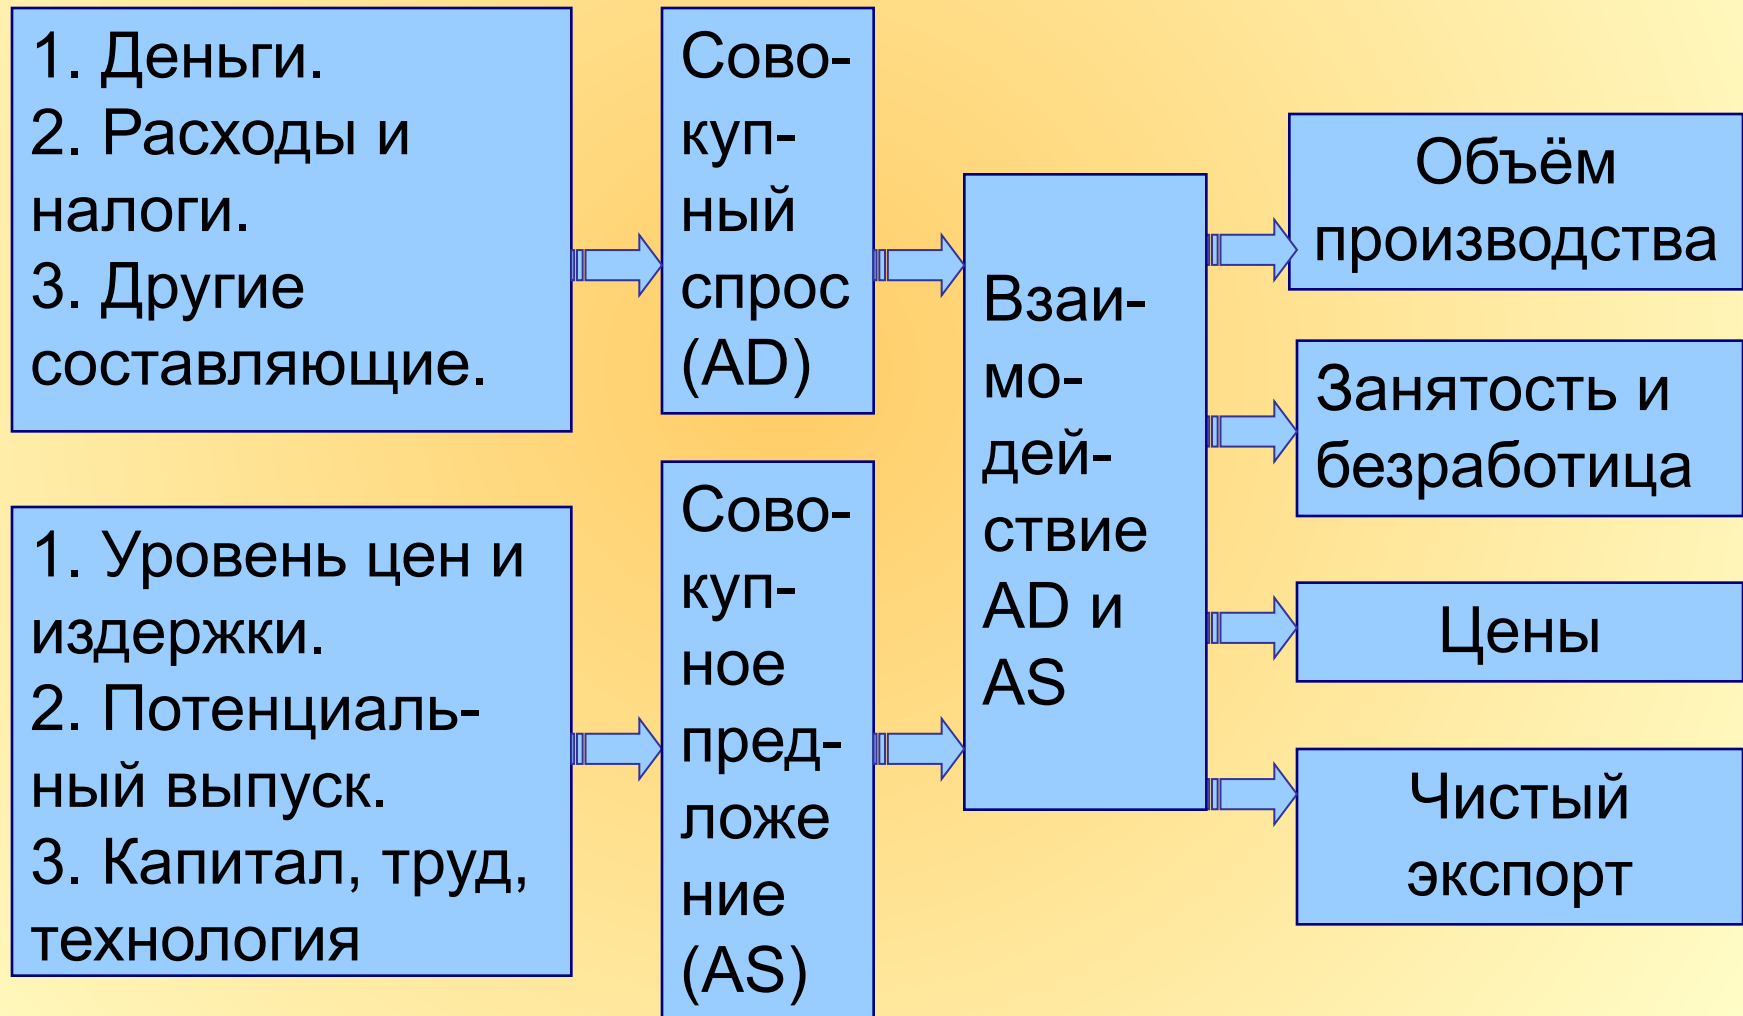 1. Деньги.
2. Расходы и
налоги.
3. Другие
составляющие.
Сово-
куп-
ный
спрос
(AD)
1. Уровень цен и
издержки.
2. Потенциаль-
ный выпуск.
3. Капитал, труд,
технология
Сово-
куп-
ное
пред-
ложе
ние
(AS)
Взаи-
мо-
дей-
ствие
AD и
AS
Объём
производства
Занятость и
безработица
Цены
Чистый
экспорт